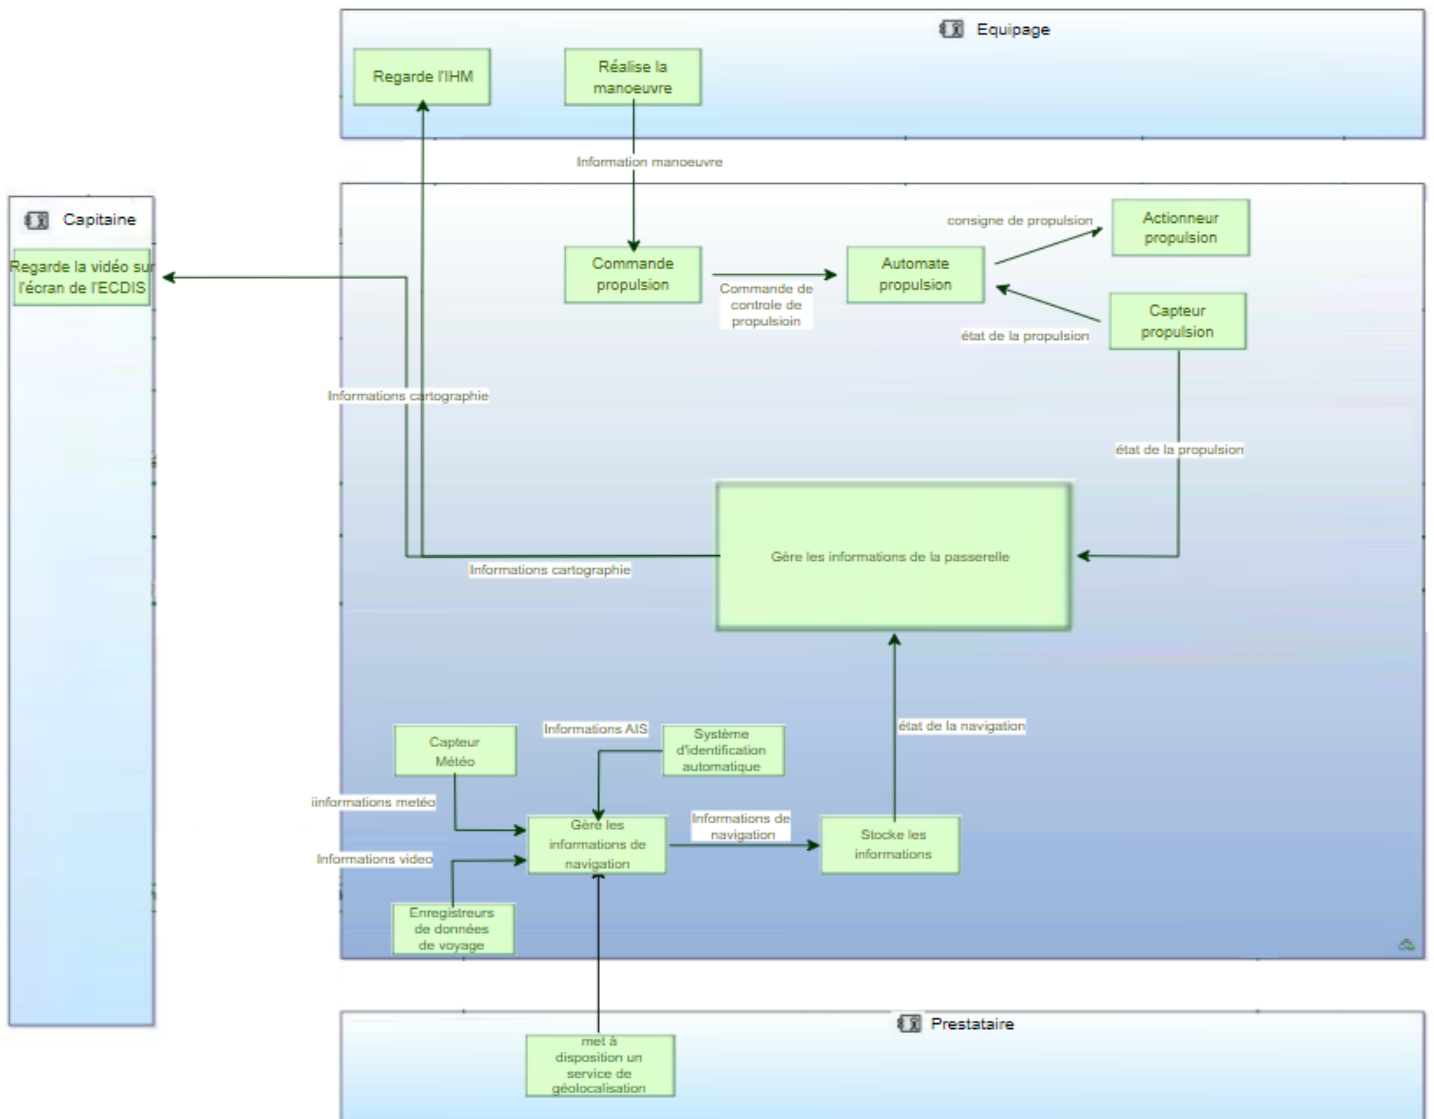 Equipage
Regarde l'IHM
Réalise la
manoeuvre
Information manoeuvre
Capitaine
Regarde la vidéo sur
l'écran de l'ECDIS
Commande
propulsion
Commande de
controle de
propulsioin
Automate
propulsion
consigne de propulsion
Actionneur
propulsion
état de la propulsion
Capteur
propulsion
Informations cartographie
état de la propulsion
Gère les informations de la passerelle
Informations cartographie
Informations AIS
Système
d'identification
automatique
état de la navigation
Capteur
Météo
iinformations metéo
Gère les
informations de
navigation
Informations de
navigation
Stocke les
informations
Informations video
Enregistreurs
de données
de voyage
Prestataire
met à
disposition un
service de
géolocalisation